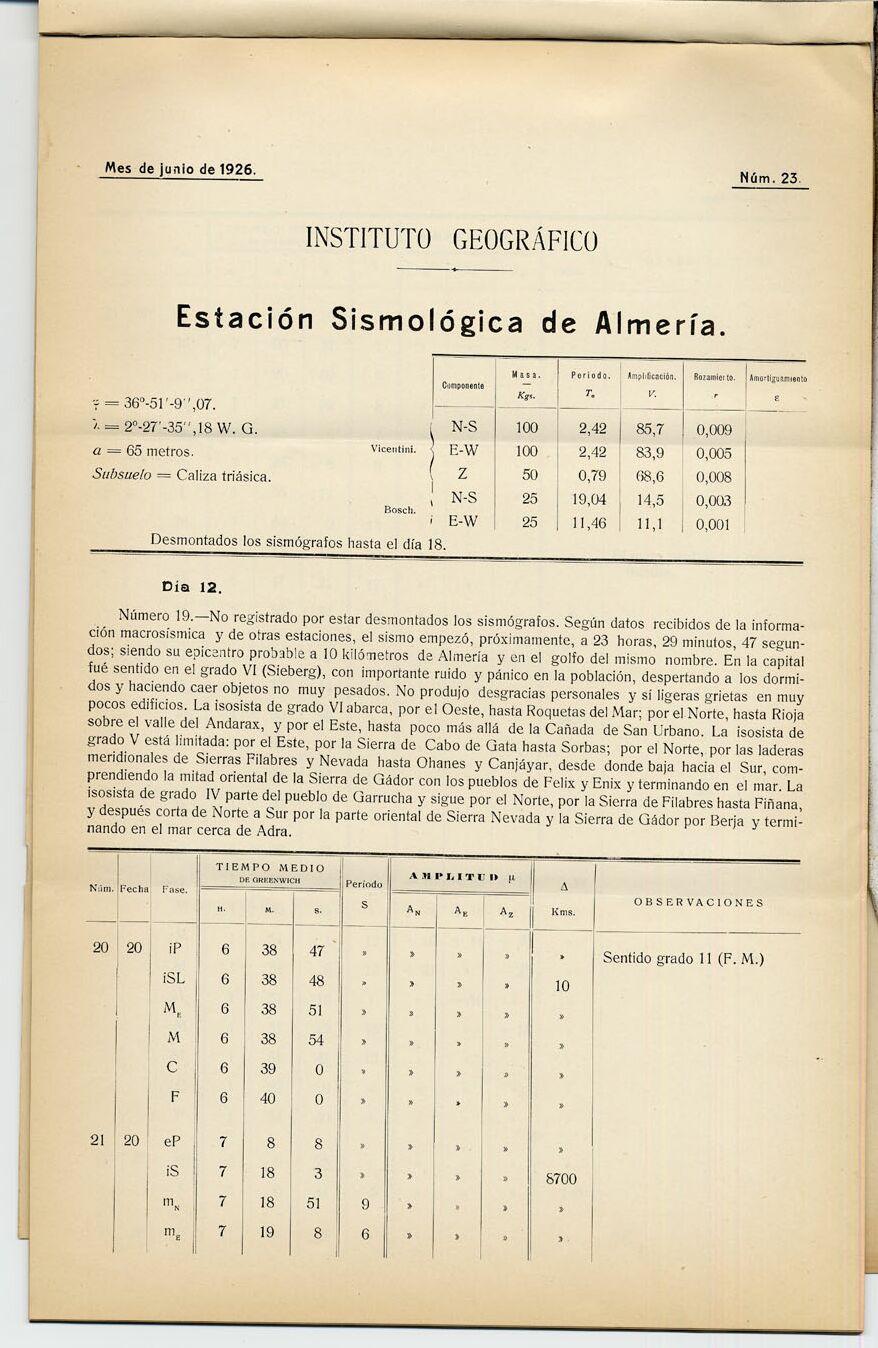 Mes de junio de 1926.
Núm. 23.
INSTITUTO GEOGRÁFICO
Estación Sismológica de Almería.
φ = 36º-51'-9'',07.
λ = 2º-27'-35'',18 W. G.
a = 65 metros.
Subsuelo = Caliza triásica.
Componente Masa. — Kgs. Período. Tₒ Amplificación. V. Rozamiento. r Amortiguamiento ε
Vicentini. N-S 100 2,42 85,7 0,009
E-W 100 2,42 83,9 0,005
Z 50 0,79 68,6 0,008
Bosch. N-S 25 19,04 14,5 0,003
E-W 25 11,46 11,1 0,001
Desmontados los sismógrafos hasta el día 18.
Día 12.
Número 19.—No registrado por estar desmontados los sismógrafos. Según datos recibidos de la informa-
ción macrosísmica y de otras estaciones, el sismo empezó, próximamente, a 23 horas, 29 minutos, 47 segun-
dos; siendo su epicentro probable a 10 kilómetros de Almería y en el golfo del mismo nombre. En la capital
fué sentido en el grado VI (Sieberg), con importante ruido y pánico en la población, despertando a los dormi-
dos y haciendo caer objetos no muy pesados. No produjo desgracias personales y sí ligeras grietas en muy
pocos edificios. La isosista de grado VI abarca, por el Oeste, hasta Roquetas del Mar; por el Norte, hasta Rioja
sobre el valle del Andarax, y por el Este, hasta poco más allá de la Cañada de San Urbano. La isosista de
grado V está limitada: por el Este, por la Sierra de Cabo de Gata hasta Sorbas; por el Norte, por las laderas
meridionales de Sierras Filabres y Nevada hasta Ohanes y Canjáyar, desde donde baja hacia el Sur, com-
prendiendo la mitad oriental de la Sierra de Gádor con los pueblos de Felix y Enix y terminando en el mar. La
isosista de grado IV parte del pueblo de Garrucha y sigue por el Norte, por la Sierra de Filabres hasta Fiñana,
y después corta de Norte a Sur por la parte oriental de Sierra Nevada y la Sierra de Gádor por Berja y termi-
nando en el mar cerca de Adra.
Núm. Fecha Fase. TIEMPO MEDIO DE GREENWICH H. M. S. Período S AMPLITUD μ A_N A_E A_Z Δ Kms. OBSERVACIONES
20 20 iP 6 38 47 » » » » » Sentido grado 11 (F. M.)
iSL 6 38 48 » » » » 10
M_E 6 38 51 » » » » »
M 6 38 54 » » » » »
C 6 39 0 » » » » »
F 6 40 0 » » » » »
21 20 eP 7 8 8 » » » » »
iS 7 18 3 » » » » 8700
m_N 7 18 51 9 » » » »
m_E 7 19 8 6 » » » »